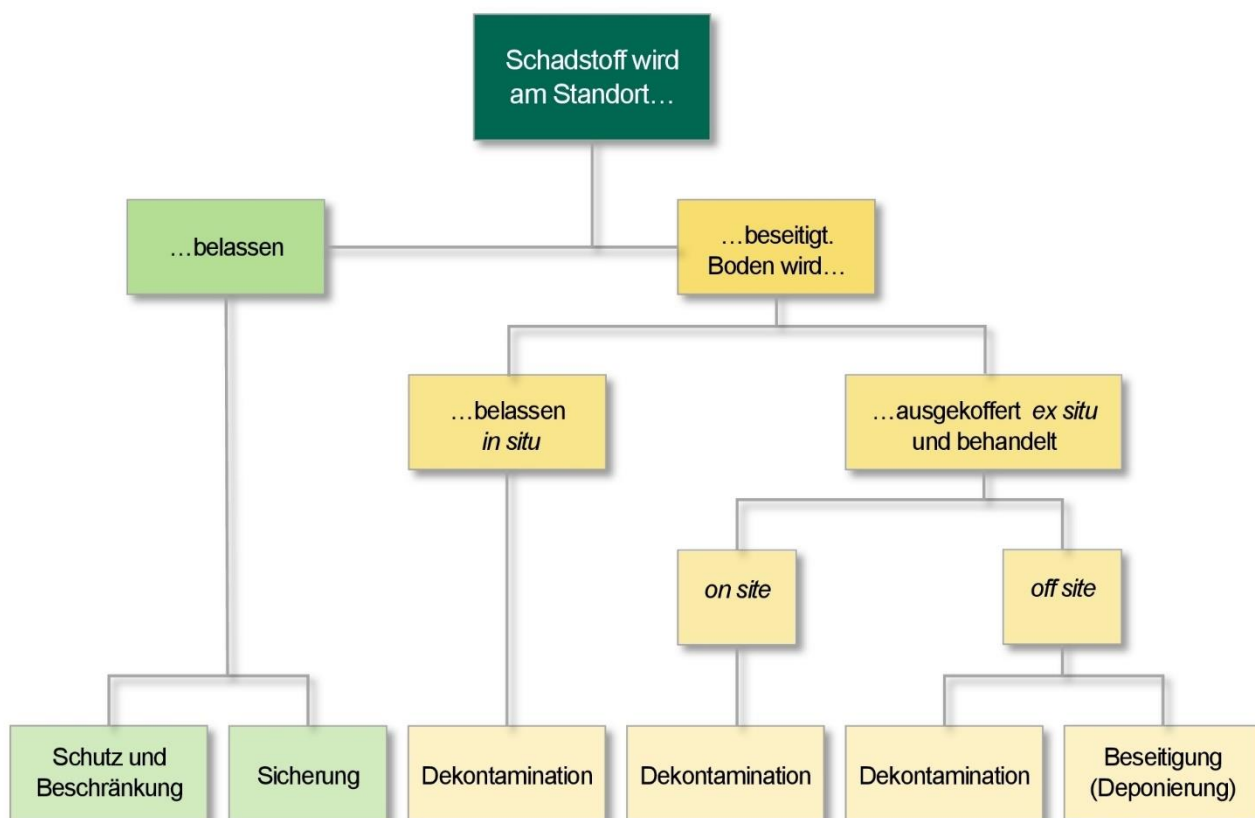 Schadstoff wird
am Standort…
…belassen
…beseitigt.
Boden wird…
…belassen
in situ
…ausgekoffert ex situ
und behandelt
on site
off site
Schutz und
Beschränkung
Sicherung
Dekontamination
Dekontamination
Dekontamination
Beseitigung
(Deponierung)